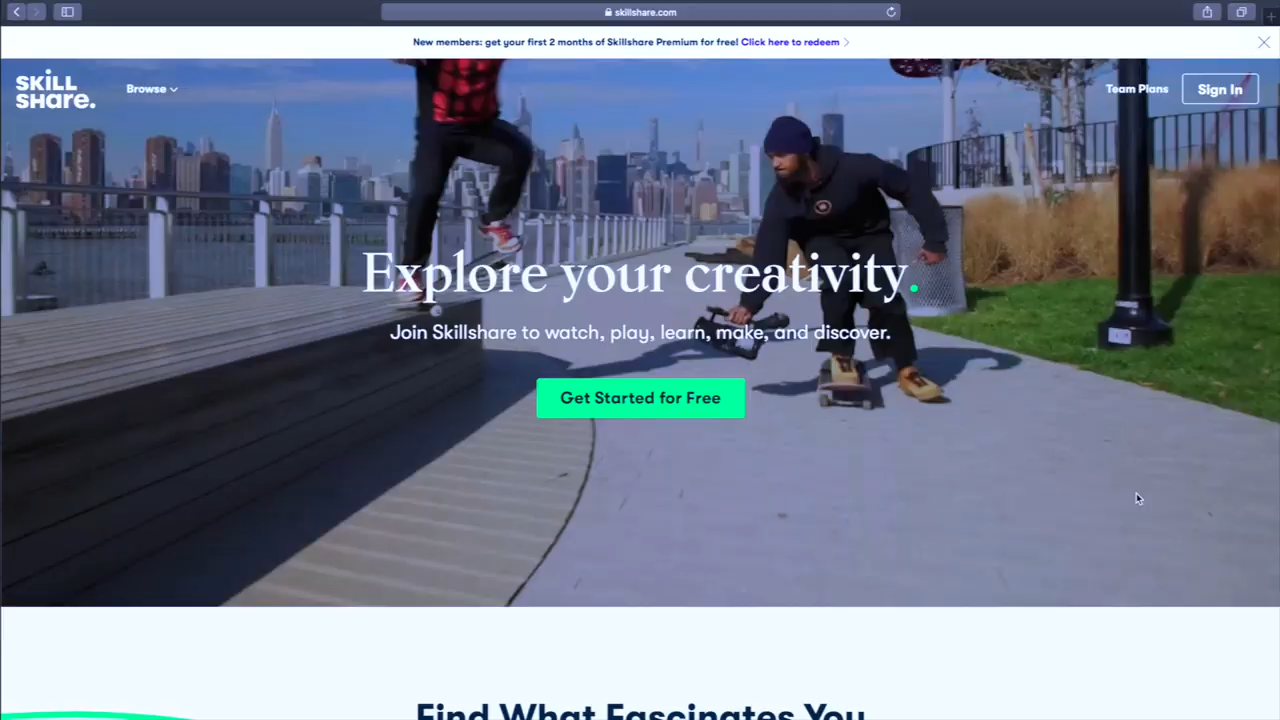 skillshare.com
New members: get your first 2 months of Skillshare Premium for free! Click here to redeem
SKILL
SHARE.
Browse
Team Plans
Sign In
Explore your creativity.
Join Skillshare to watch, play, learn, make, and discover.
Get Started for Free
Find What Fascinates You